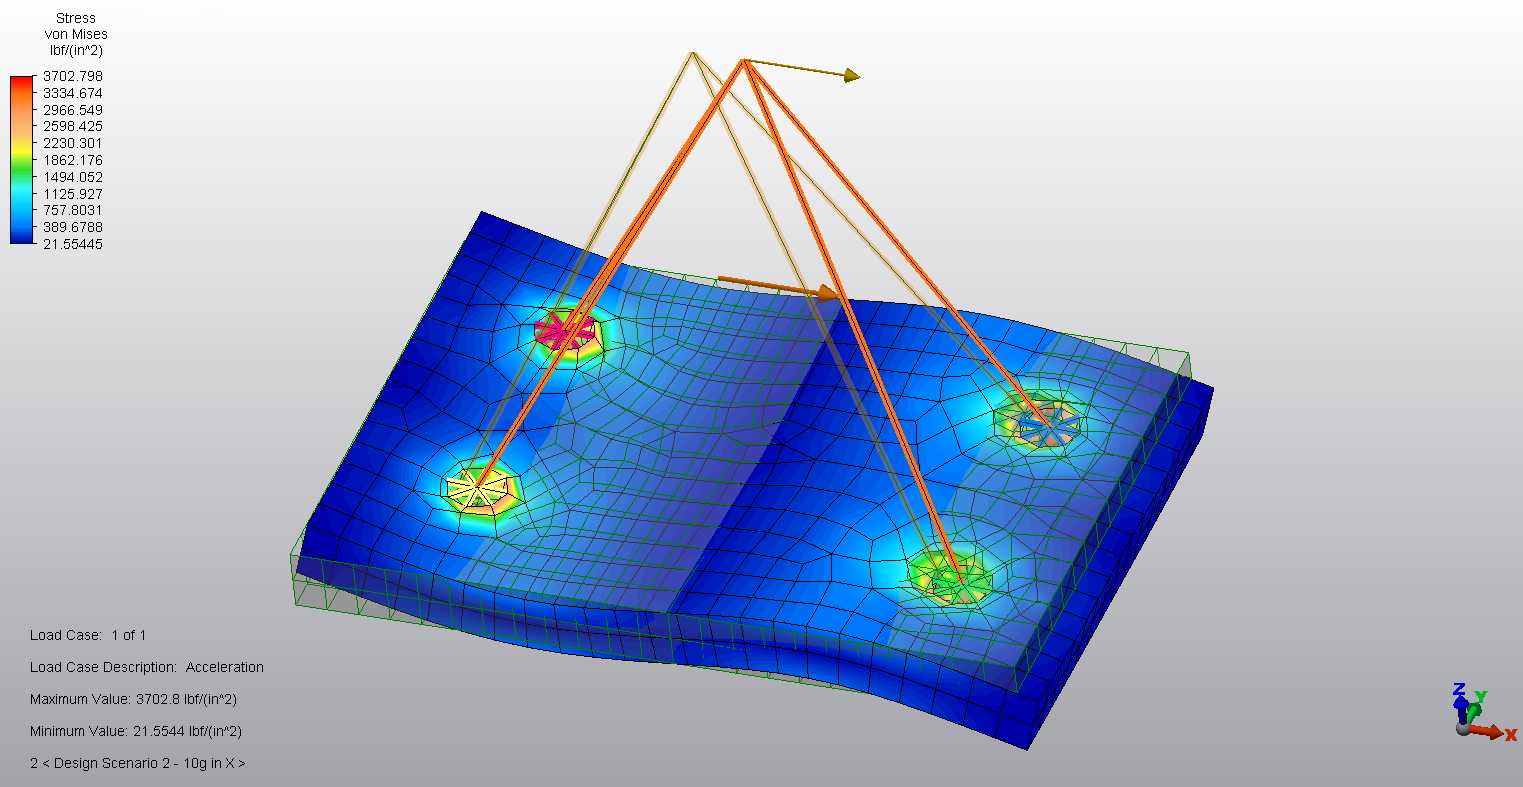 Stress
von Mises
lbf/(in^2)
3702.798
3334.674
2966.549
2598.425
2230.301
1862.176
1494.052
1125.927
757.8031
389.6788
21.55445
Load Case:  1 of 1
Load Case Description:  Acceleration
Maximum Value: 3702.8 lbf/(in^2)
Minimum Value: 21.5544 lbf/(in^2)
2 < Design Scenario 2 - 10g in X >
Z
Y
X